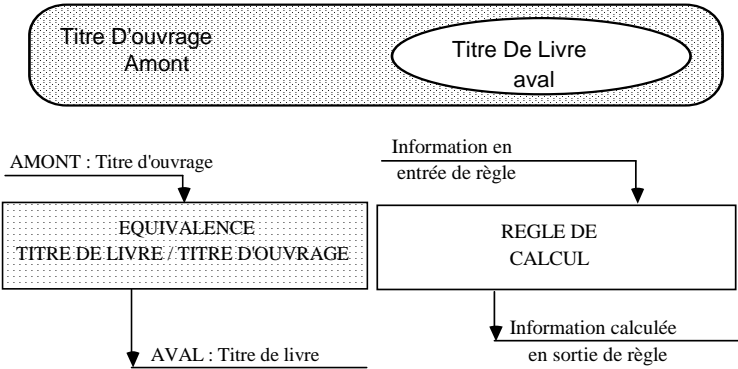 Titre D'ouvrage
Amont
Titre De Livre
aval
AMONT : Titre d'ouvrage
EQUIVALENCE
TITRE DE LIVRE / TITRE D'OUVRAGE
AVAL : Titre de livre
Information en
entrée de règle
REGLE DE
CALCUL
Information calculée
en sortie de règle